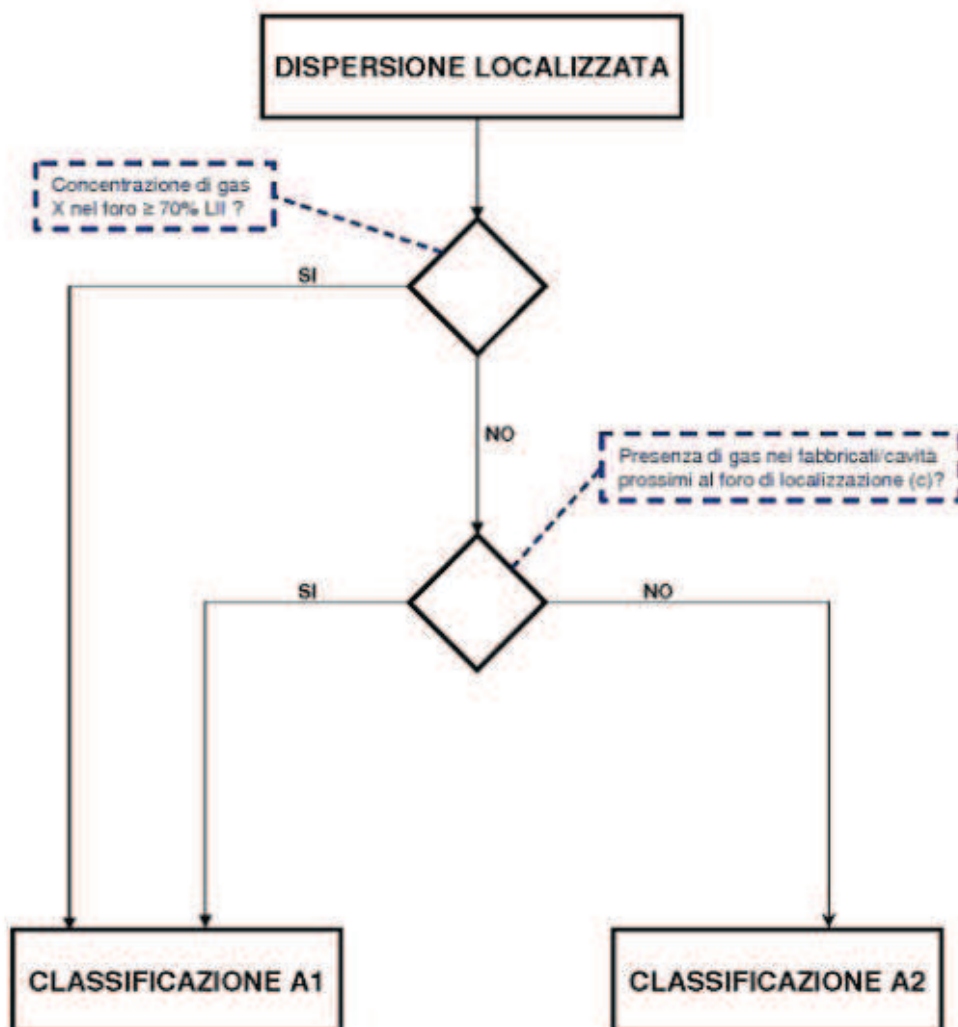 DISPERSIONE LOCALIZZATA
Concentrazione di gas
X nel foro ≥ 70% LII ?
SI
NO
Presenza di gas nei fabbricati/cavità
prossimi al foro di localizzazione (c)?
SI
NO
CLASSIFICAZIONE A1
CLASSIFICAZIONE A2